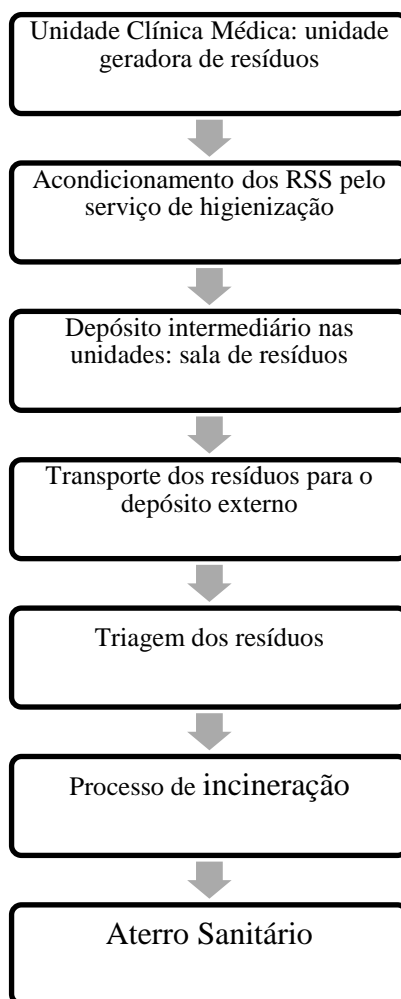 Unidade Clínica Médica: unidade
geradora de resíduos
Acondicionamento dos RSS pelo
serviço de higienização
Depósito intermediário nas
unidades: sala de resíduos
Transporte dos resíduos para o
depósito externo
Triagem dos resíduos
Processo de incineração
Aterro Sanitário